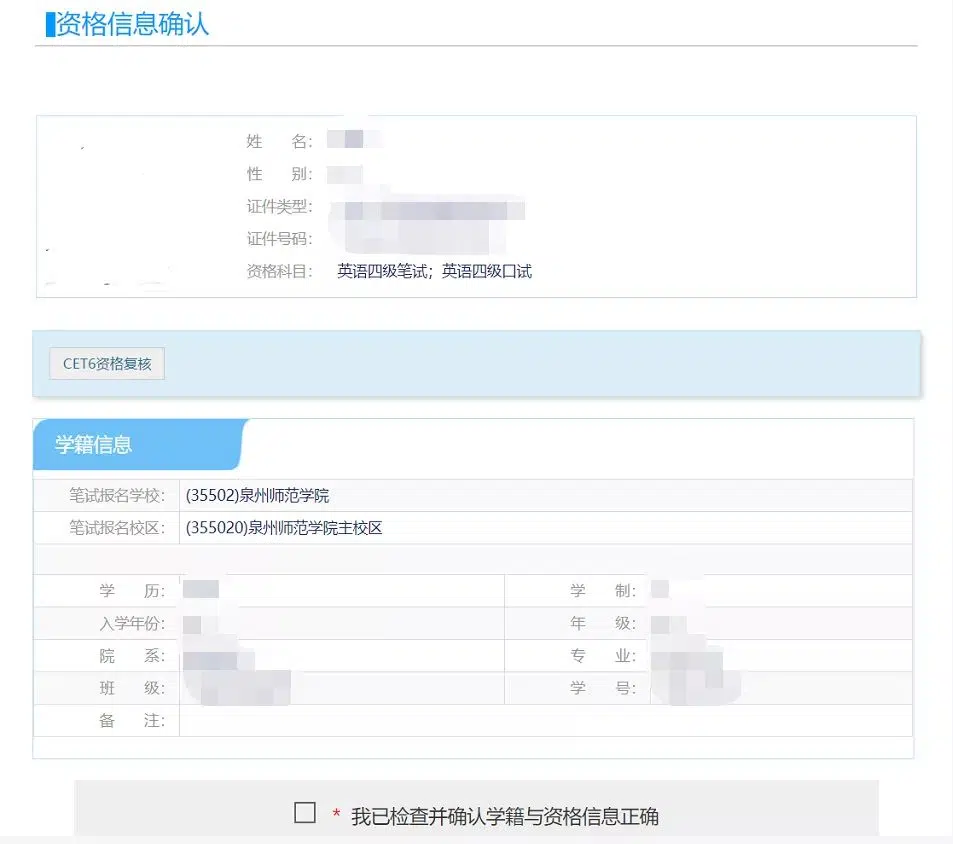 资格信息确认
姓 名：
性 别：
证件类型：
证件号码：
资格科目： 英语四级笔试；英语四级口试
CET6资格复核
学籍信息
笔试报名学校： (35502)泉州师范学院
笔试报名校区： (355020)泉州师范学院主校区
学 历： 学 制：
入学年份： 年 级：
院 系： 专 业：
班 级： 学 号：
备 注：
* 我已检查并确认学籍与资格信息正确